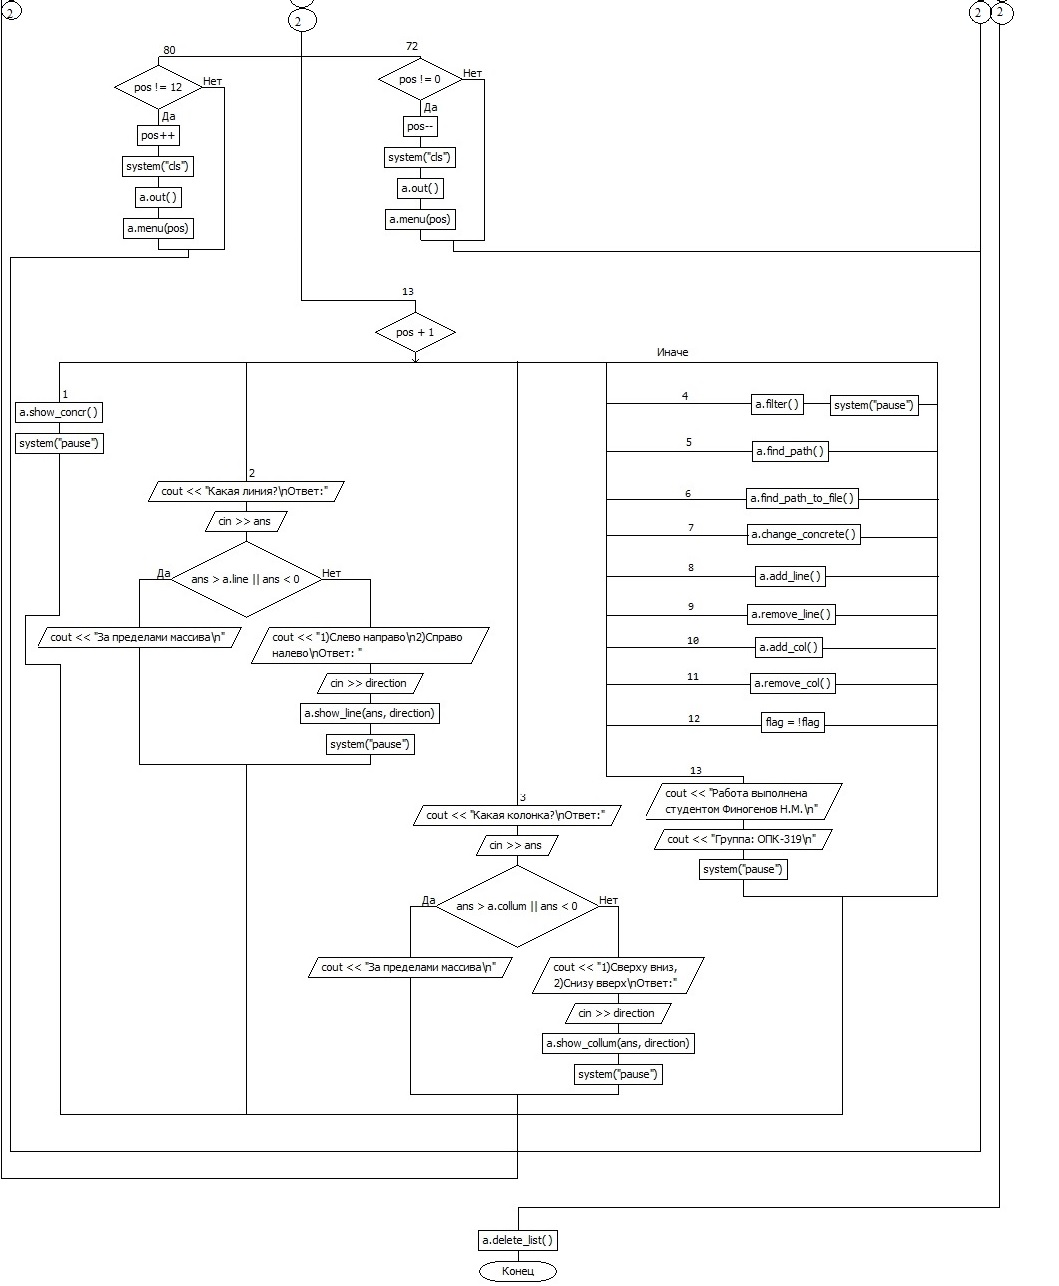 2
2
2
2
80
72
pos != 12
Нет
pos != 0
Нет
Да
Да
pos++
pos--
system("cls")
system("cls")
a.out()
a.out()
a.menu(pos)
a.menu(pos)
13
pos + 1
Иначе
1
a.show_concr()
system("pause")
2
cout << "Какая линия?\nОтвет:"
cin >> ans
Да
ans > a.line || ans < 0
Нет
cout << "За пределами массива\n"
cout << "1)Слево направо\n2)Справо
налево\nОтвет: "
cin >> direction
a.show_line(ans, direction)
system("pause")
3
cout << "Какая колонка?\nОтвет:"
cin >> ans
Да
ans > a.collum || ans < 0
Нет
cout << "За пределами массива\n"
cout << "1)Сверху вниз,
2)Снизу вверх\nОтвет:"
cin >> direction
a.show_collum(ans, direction)
system("pause")
4
a.filter()
system("pause")
5
a.find_path()
6
a.find_path_to_file()
7
a.change_concrete()
8
a.add_line()
9
a.remove_line()
10
a.add_col()
11
a.remove_col()
12
flag = !flag
13
cout << "Работа выполнена
студентом Финогенов Н.М.\n"
cout << "Группа: ОПК-319\n"
system("pause")
a.delete_list()
Конец